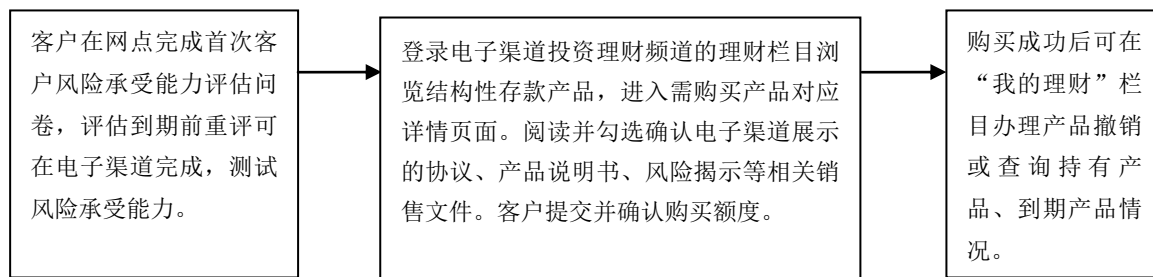 客户在网点完成首次客
户风险承受能力评估问
卷，评估到期前重评可
在电子渠道完成，测试
风险承受能力。
登录电子渠道投资理财频道的理财栏目浏
览结构性存款产品，进入需购买产品对应
详情页面。阅读并勾选确认电子渠道展示
的协议、产品说明书、风险揭示等相关销
售文件。客户提交并确认购买额度。
购买成功后可在
“我的理财”栏
目办理产品撤销
或查询持有产
品、到期产品情
况。